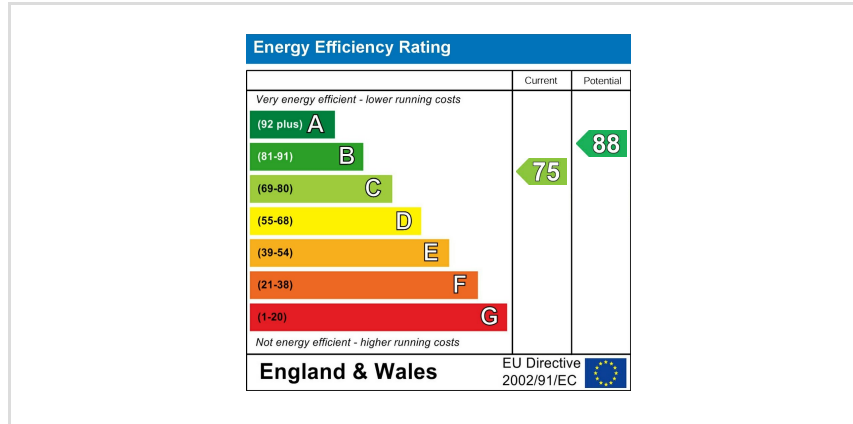 Energy Efficiency Rating
Current Potential
Very energy efficient - lower running costs
(92 plus) A
(81-91) B
(69-80) C
(55-68) D
(39-54) E
(21-38) F
(1-20) G
75
88
Not energy efficient - higher running costs
England & Wales
EU Directive
2002/91/EC